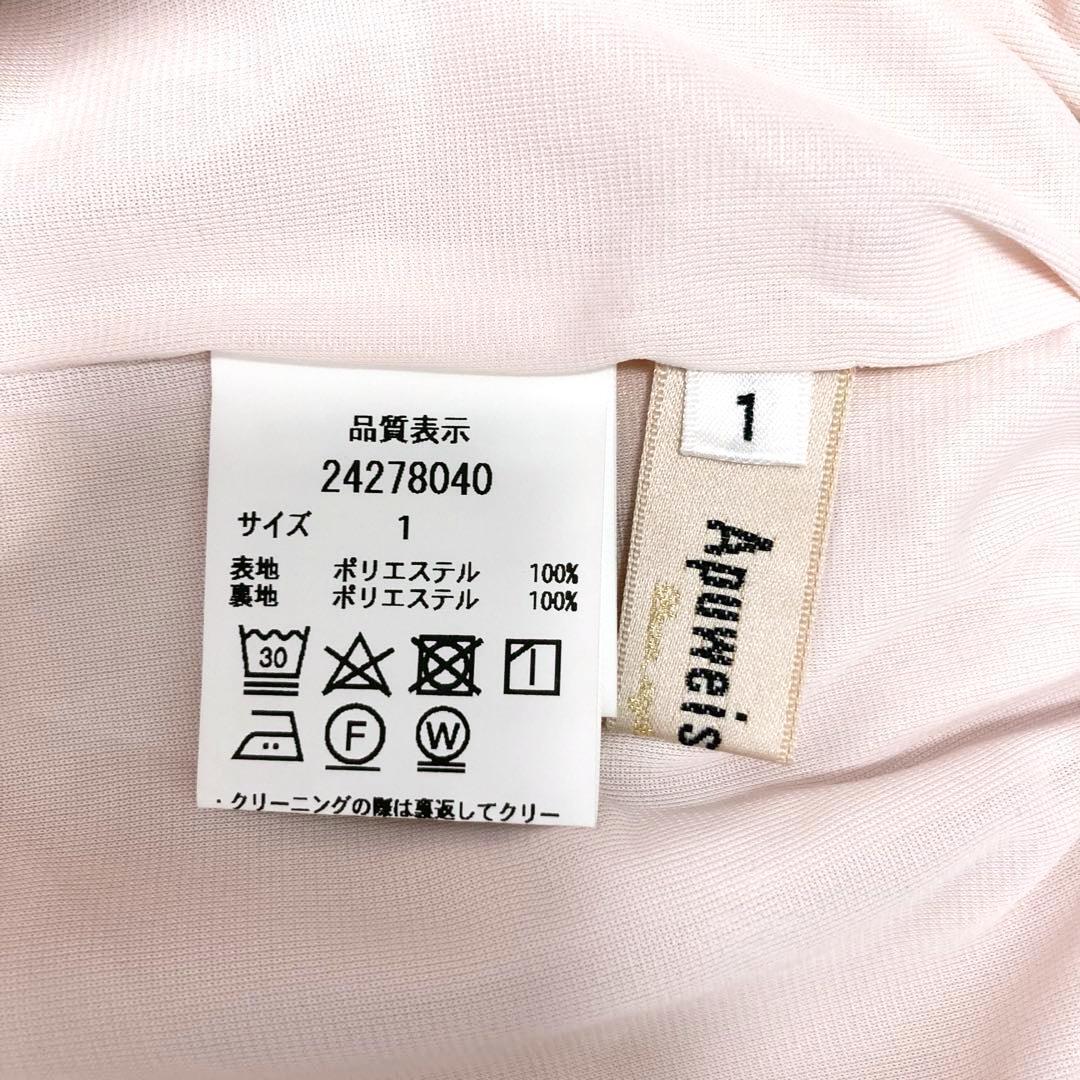 品質表示
24278040
サイズ 1
表地 ポリエステル 100%
裏地 ポリエステル 100%
30
F W
・クリーニングの際は裏返してクリー
1
Apuweis